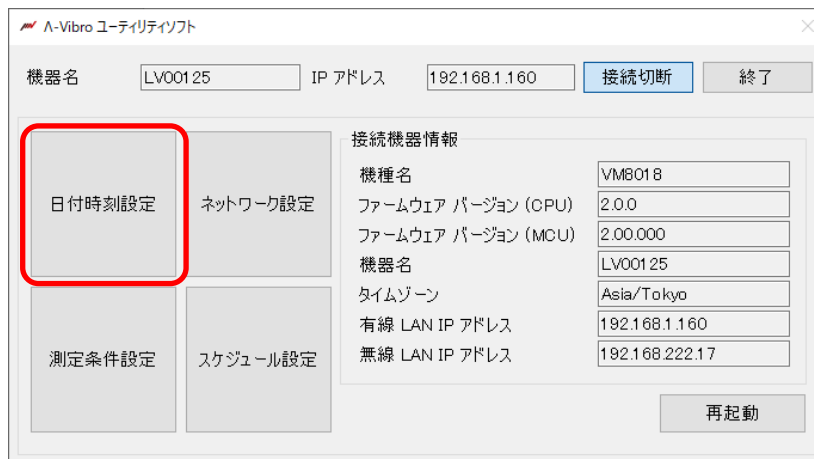 Λ-Vibro ユーティリティソフト
機器名 LV00125 IP アドレス 192.168.1.160 接続切断 終了
日付時刻設定
ネットワーク設定
測定条件設定
スケジュール設定
接続機器情報
機種名 VM8018
ファームウェア バージョン (CPU) 2.0.0
ファームウェア バージョン (MCU) 2.00.000
機器名 LV00125
タイムゾーン Asia/Tokyo
有線 LAN IP アドレス 192.168.1.160
無線 LAN IP アドレス 192.168.222.17
再起動